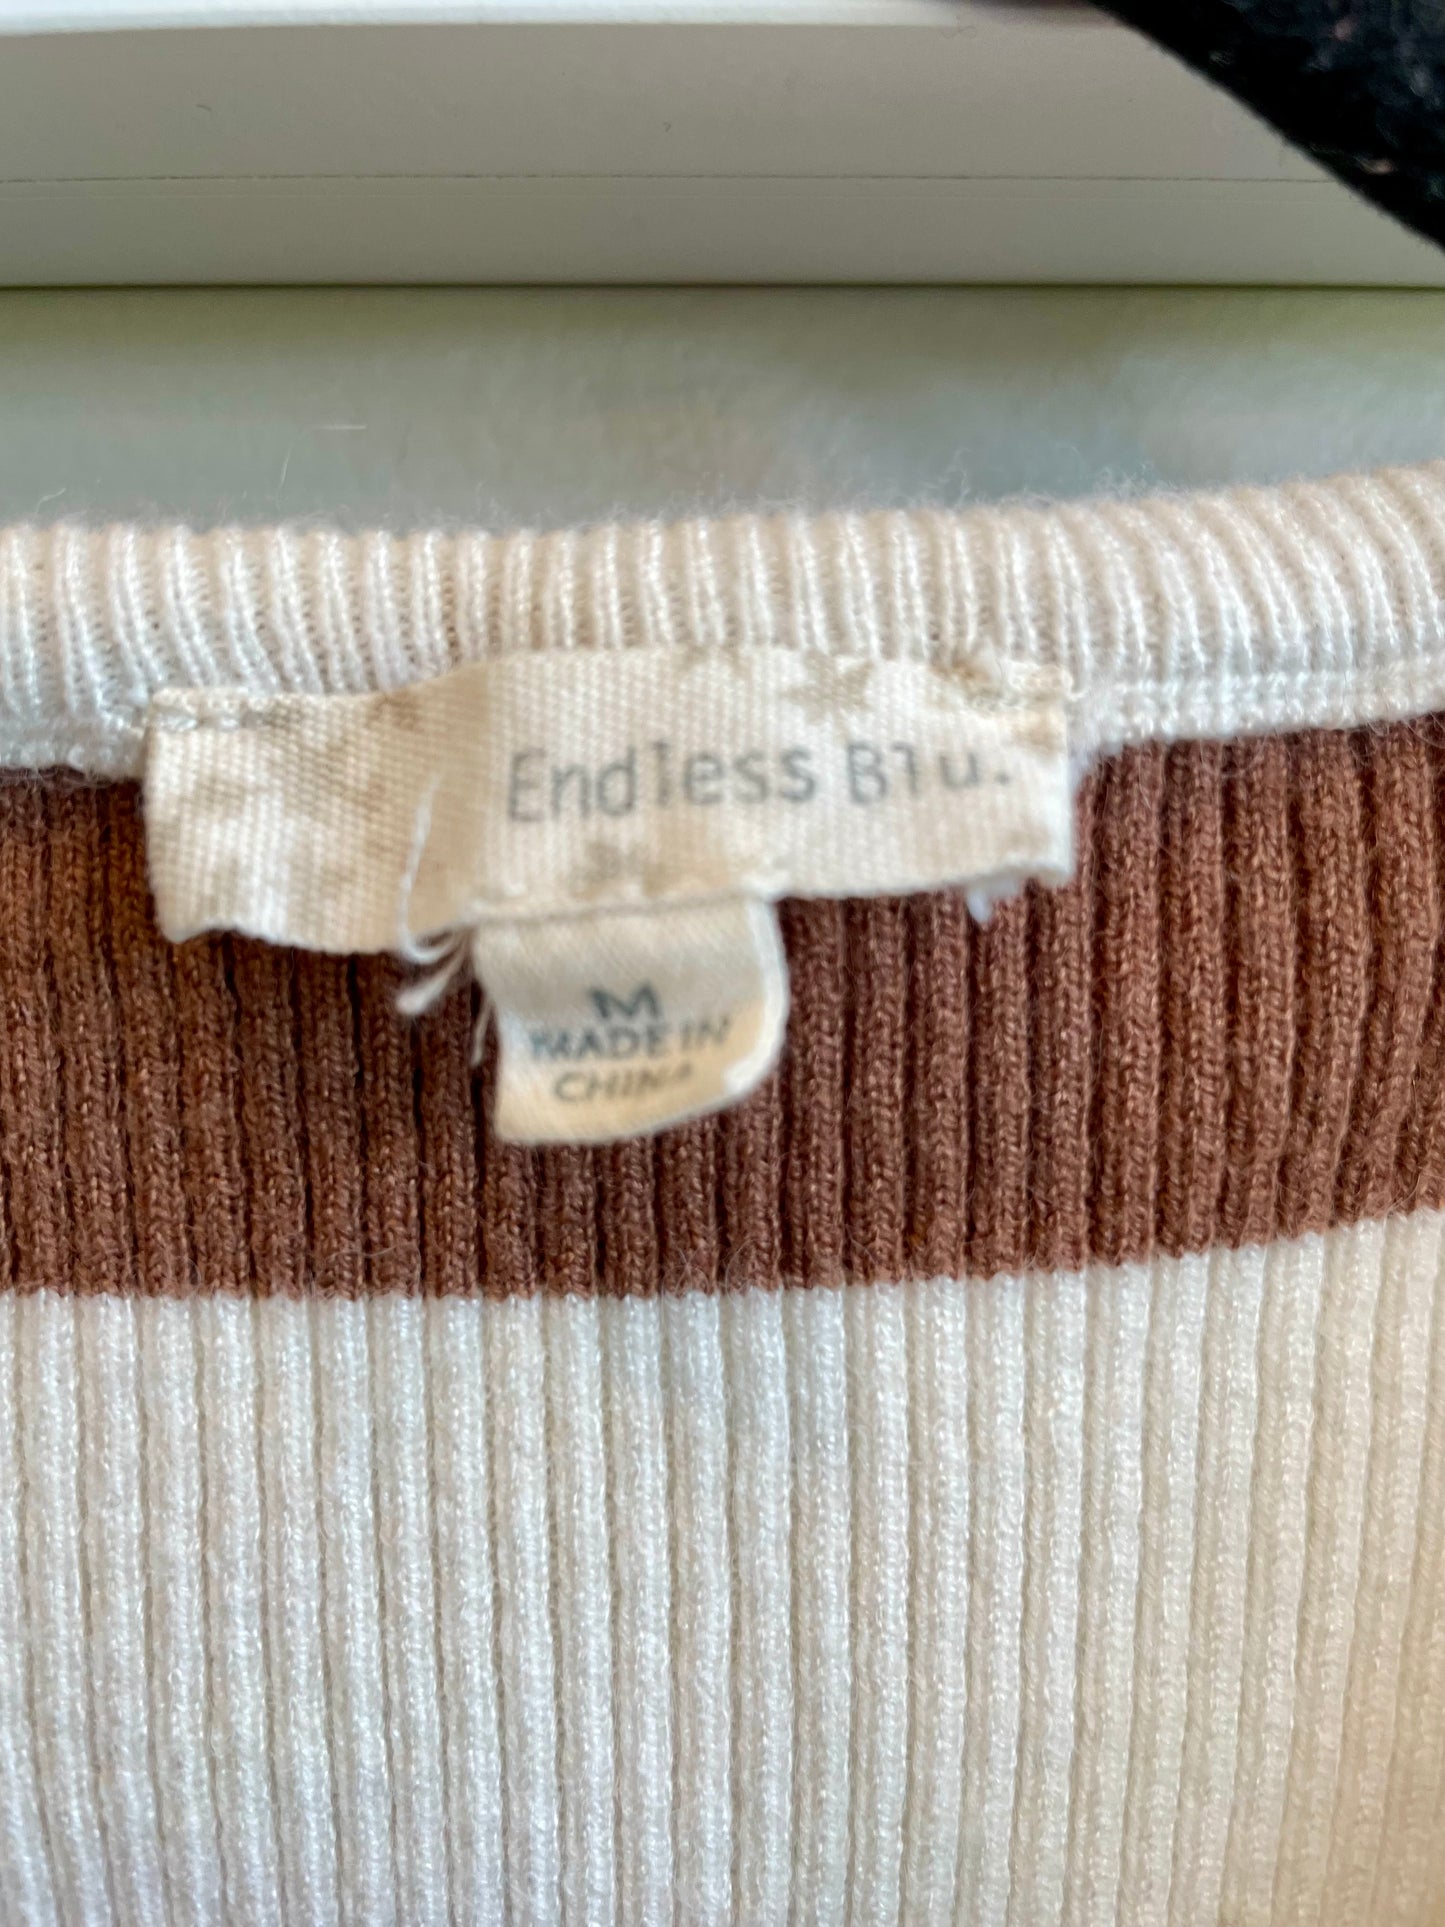 Endless Blu.
M
MADE IN
CHINA